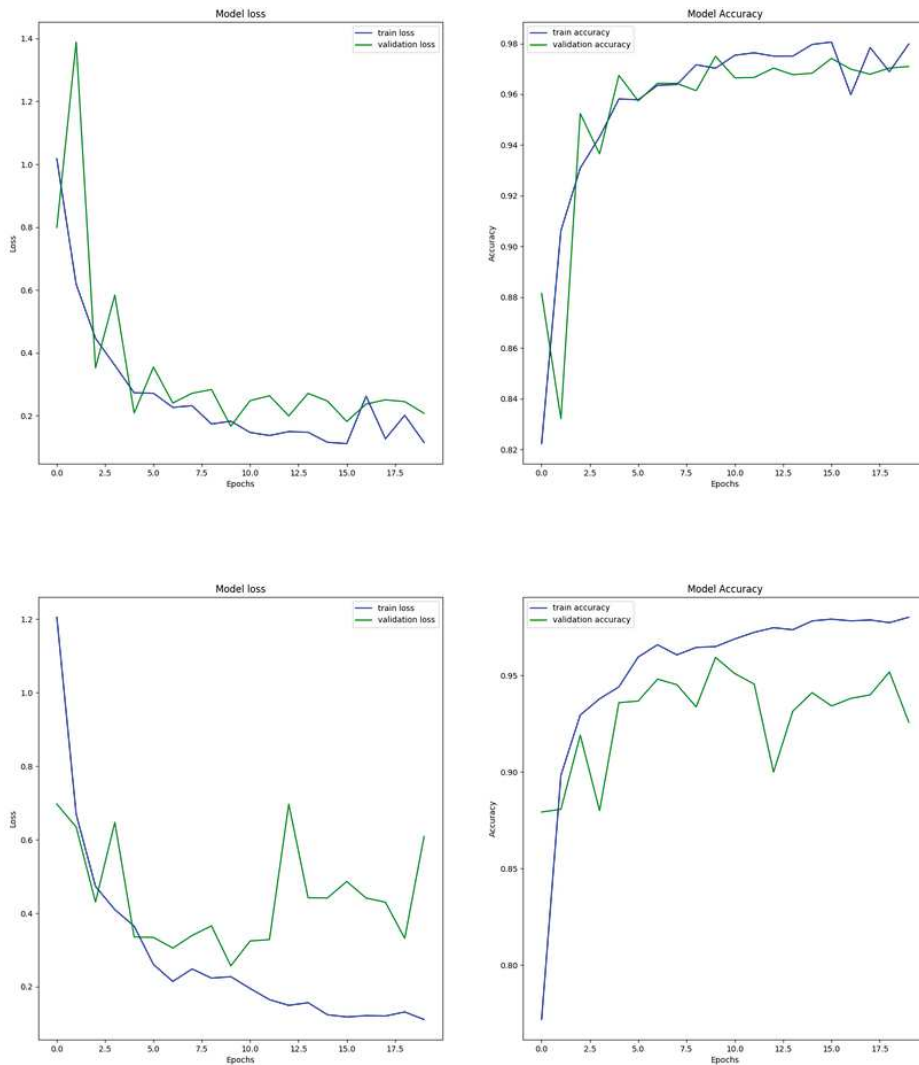 Model loss
train loss
validation loss
1.4
1.2
1.0
0.8
0.6
0.4
0.2
Loss
0.0 2.5 5.0 7.5 10.0 12.5 15.0 17.5
Epochs
Model Accuracy
train accuracy
validation accuracy
0.98
0.96
0.94
0.92
0.90
0.88
0.86
0.84
0.82
Accuracy
0.0 2.5 5.0 7.5 10.0 12.5 15.0 17.5
Epochs
Model loss
train loss
validation loss
1.2
1.0
0.8
0.6
0.4
0.2
Loss
0.0 2.5 5.0 7.5 10.0 12.5 15.0 17.5
Epochs
Model Accuracy
train accuracy
validation accuracy
0.95
0.90
0.85
0.80
Accuracy
0.0 2.5 5.0 7.5 10.0 12.5 15.0 17.5
Epochs